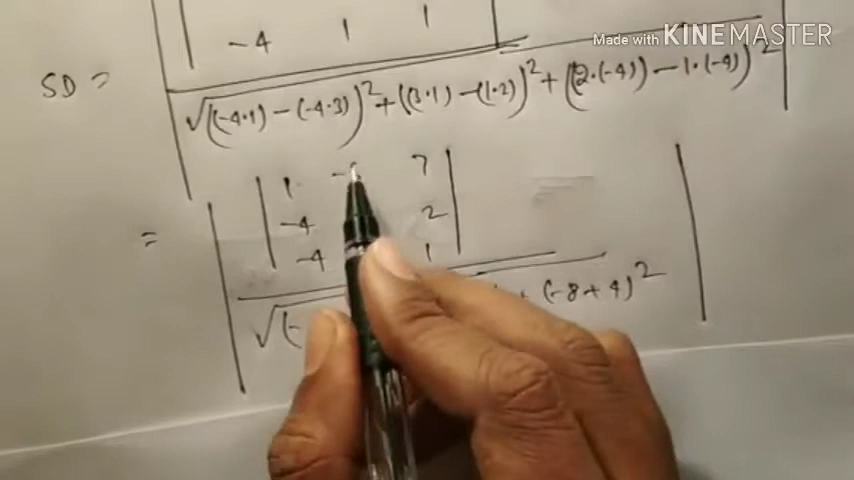 Made with KINEMASTER
-4 1 1
SD =
√((-4·1) - (-4·3))² + ((3·1) - (1·2))² + ((2·(-4)) - 1·(-4))²
1 7
=
-4 2
-4 1
√(- (-8+4)²